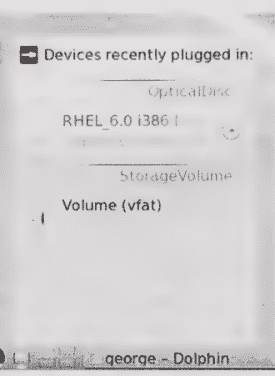 Devices recently plugged in:
OpticalDisc
RHEL_6.0 i386
StorageVolume
Volume (vfat)
george – Dolphin